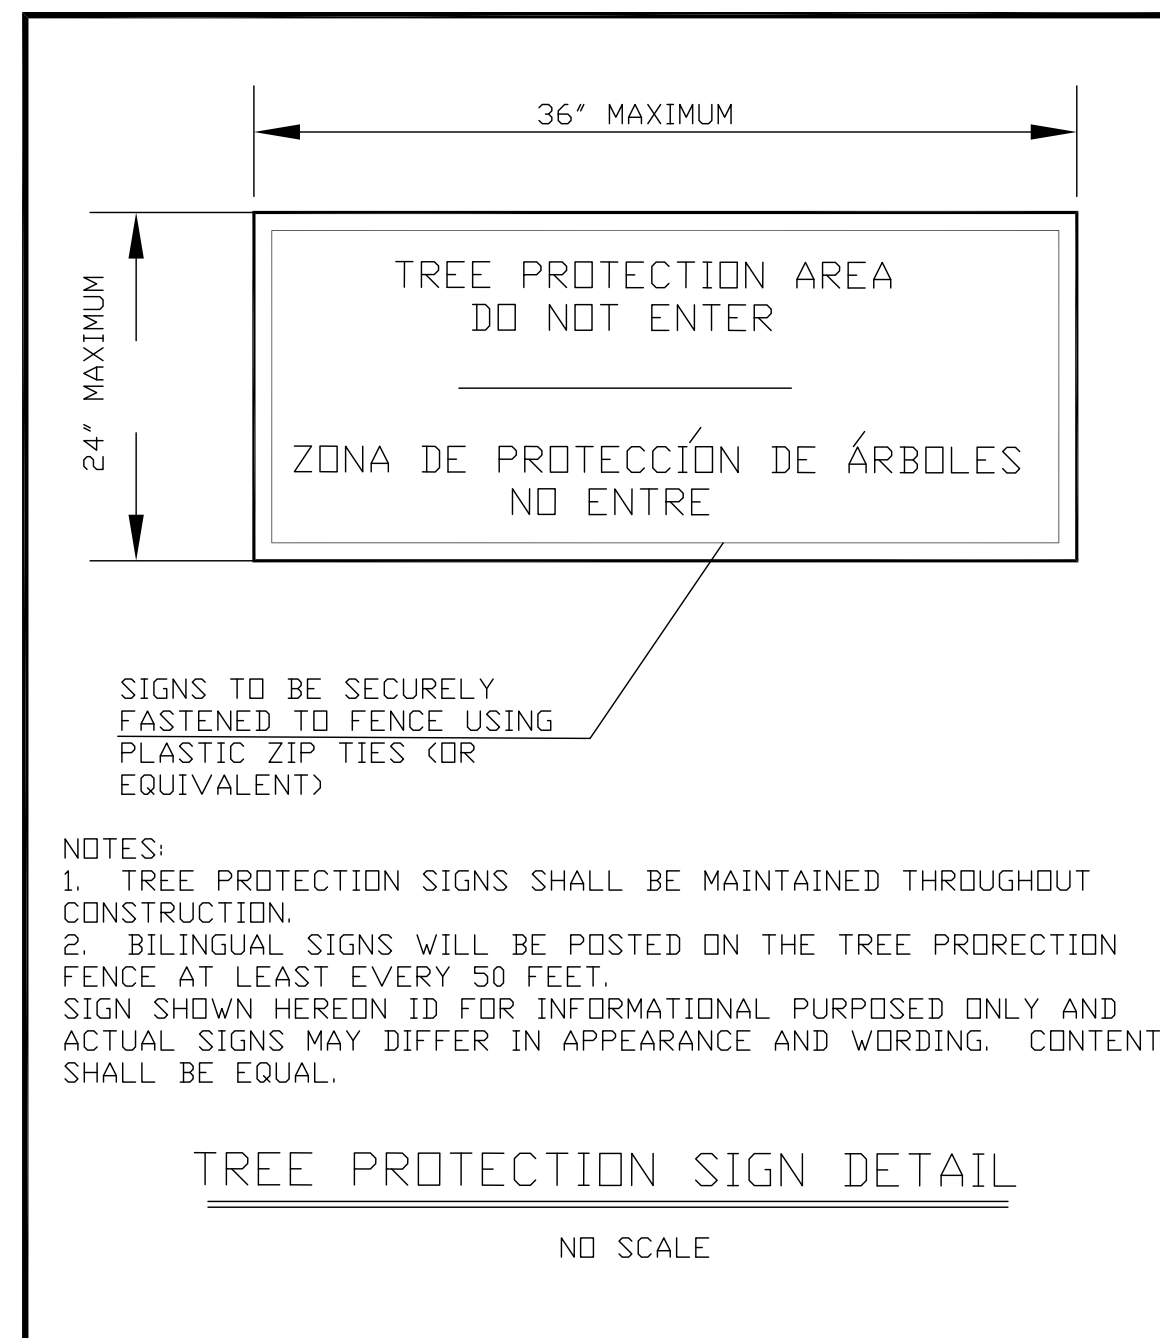 36" MAXIMUM
24" MAXIMUM
TREE PROTECTION AREA
DO NOT ENTER
ZONA DE PROTECCIÓN DE ÁRBOLES
NO ENTRE
SIGNS TO BE SECURELY
FASTENED TO FENCE USING
PLASTIC ZIP TIES (OR
EQUIVALENT)
NOTES:
1. TREE PROTECTION SIGNS SHALL BE MAINTAINED THROUGHOUT
CONSTRUCTION.
2. BILINGUAL SIGNS WILL BE POSTED ON THE TREE PRORECTION
FENCE AT LEAST EVERY 50 FEET.
SIGN SHOWN HEREON ID FOR INFORMATIONAL PURPOSED ONLY AND
ACTUAL SIGNS MAY DIFFER IN APPEARANCE AND WORDING. CONTENT
SHALL BE EQUAL.
TREE PROTECTION SIGN DETAIL
NO SCALE